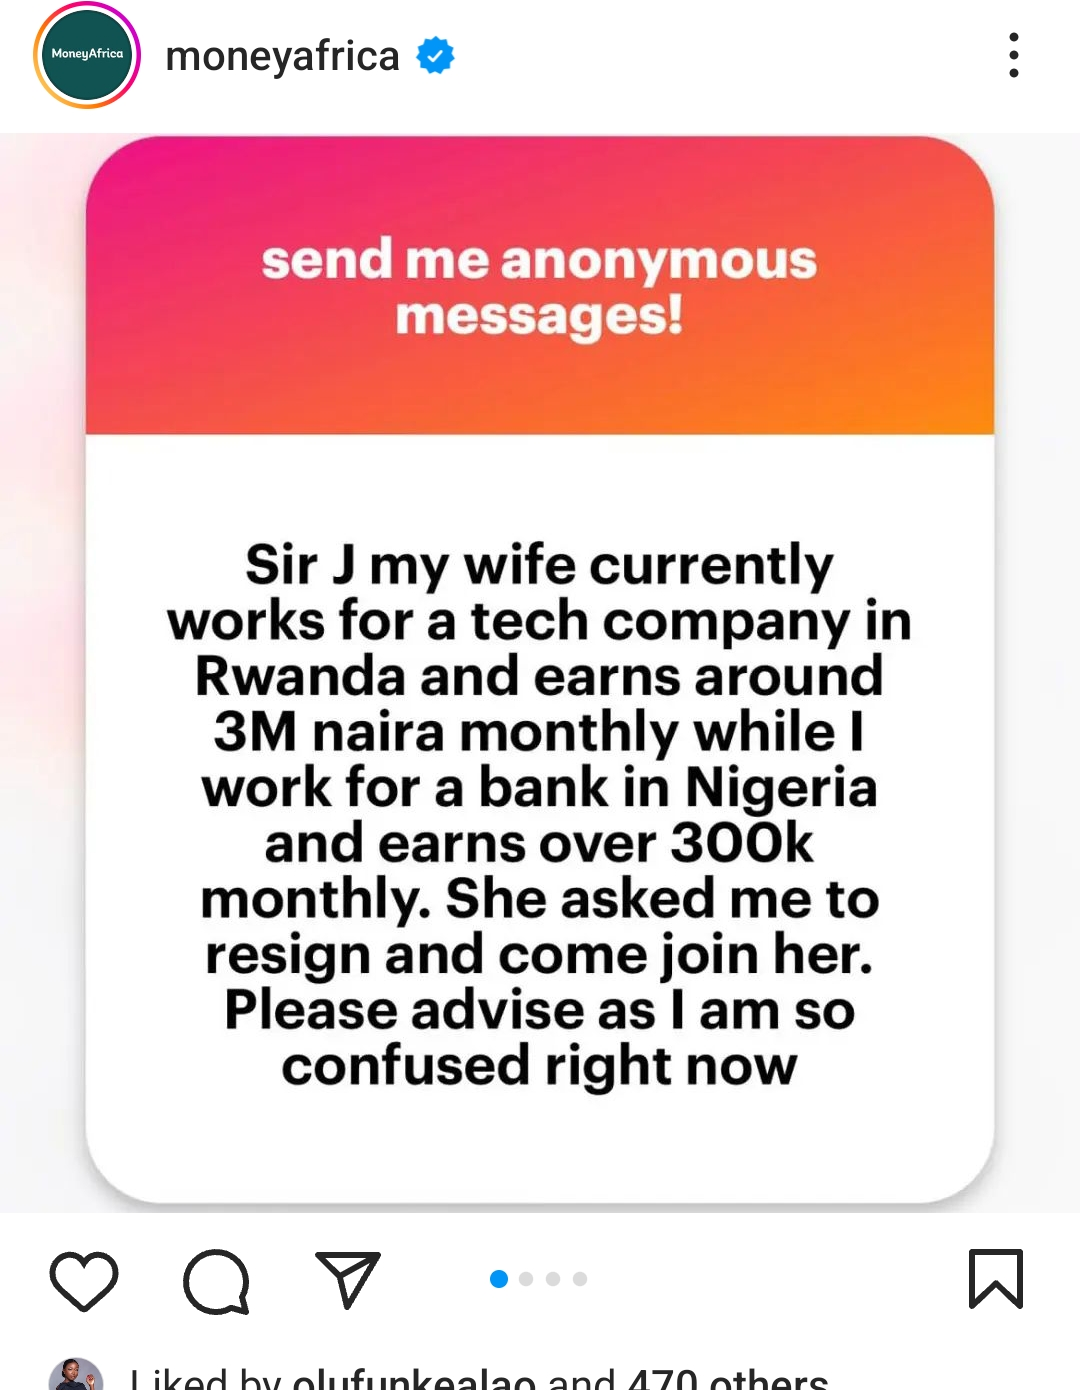 MoneyAfrica
moneyafrica
send me anonymous
messages!
Sir J my wife currently
works for a tech company in
Rwanda and earns around
3M naira monthly while I
work for a bank in Nigeria
and earns over 300k
monthly. She asked me to
resign and come join her.
Please advise as I am so
confused right now
Liked by olufunkealao and 470 others